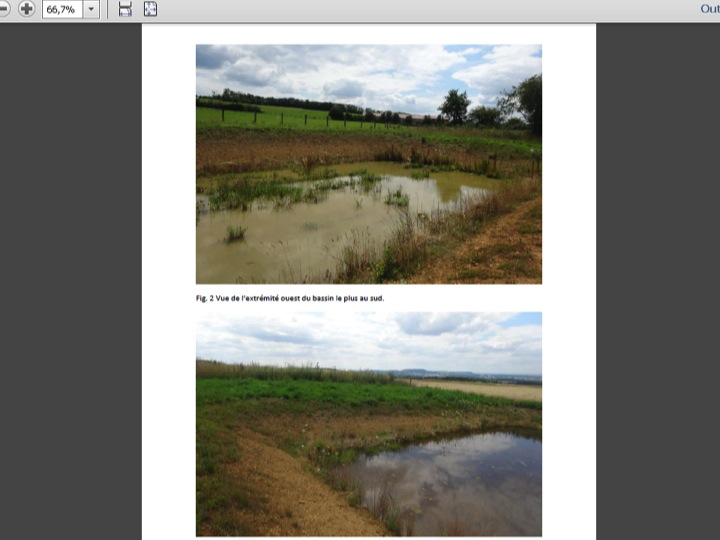 66,7%
Out
Fig. 2 Vue de l'extrémité ouest du bassin le plus au sud.